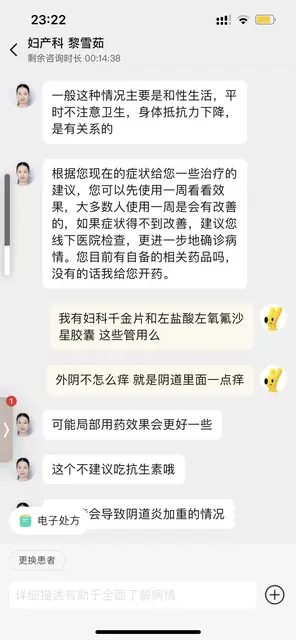 23:22
妇产科 黎雪茹
剩余咨询时长 00:14:38
一般这种情况主要是和性生活，平
时不注意卫生，身体抵抗力下降，
是有关系的
根据您现在的症状给您一些治疗的
建议，您可以先使用一周看看效
果，大多数人使用一周是会有改善
的，如果症状得不到改善，建议您
线下医院检查，更进一步地确诊病
情。您目前有自备的相关药品吗，
没有的话我给您开药。
我有妇科千金片和左盐酸左氧氟沙
星胶囊 这些管用么
外阴不怎么痒 就是阴道里面一点痒
1
可能局部用药效果会更好一些
这个不建议吃抗生素哦
会导致阴道炎加重的情况
电子处方
更换患者
详细描述有助于全面了解病情